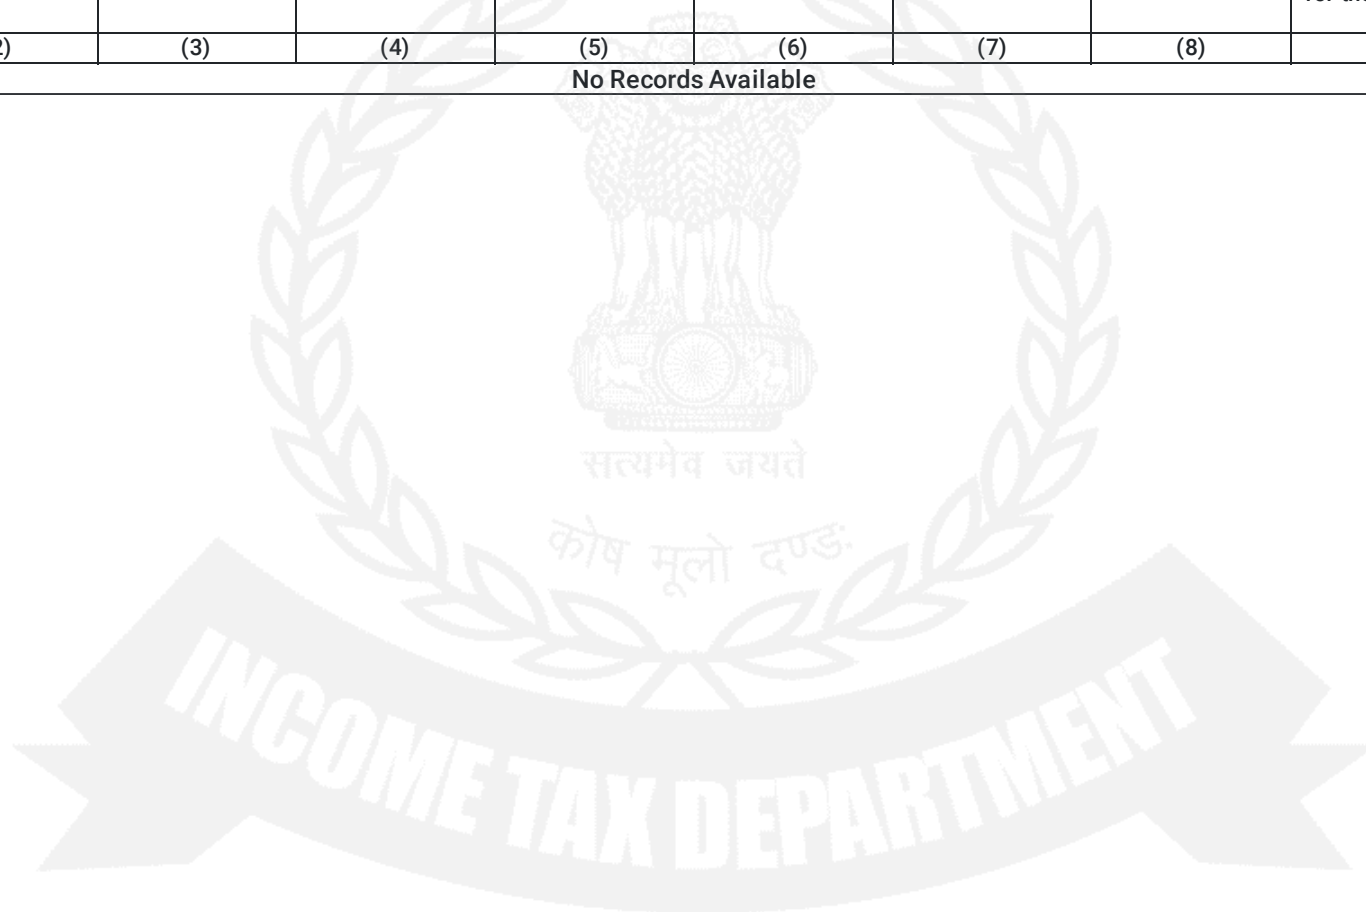 (3) (4) (5) (6) (7) (8)
No Records Available
सत्यमेव जयते
कोष मूलो दण्डः
INCOME TAX DEPARTMENT